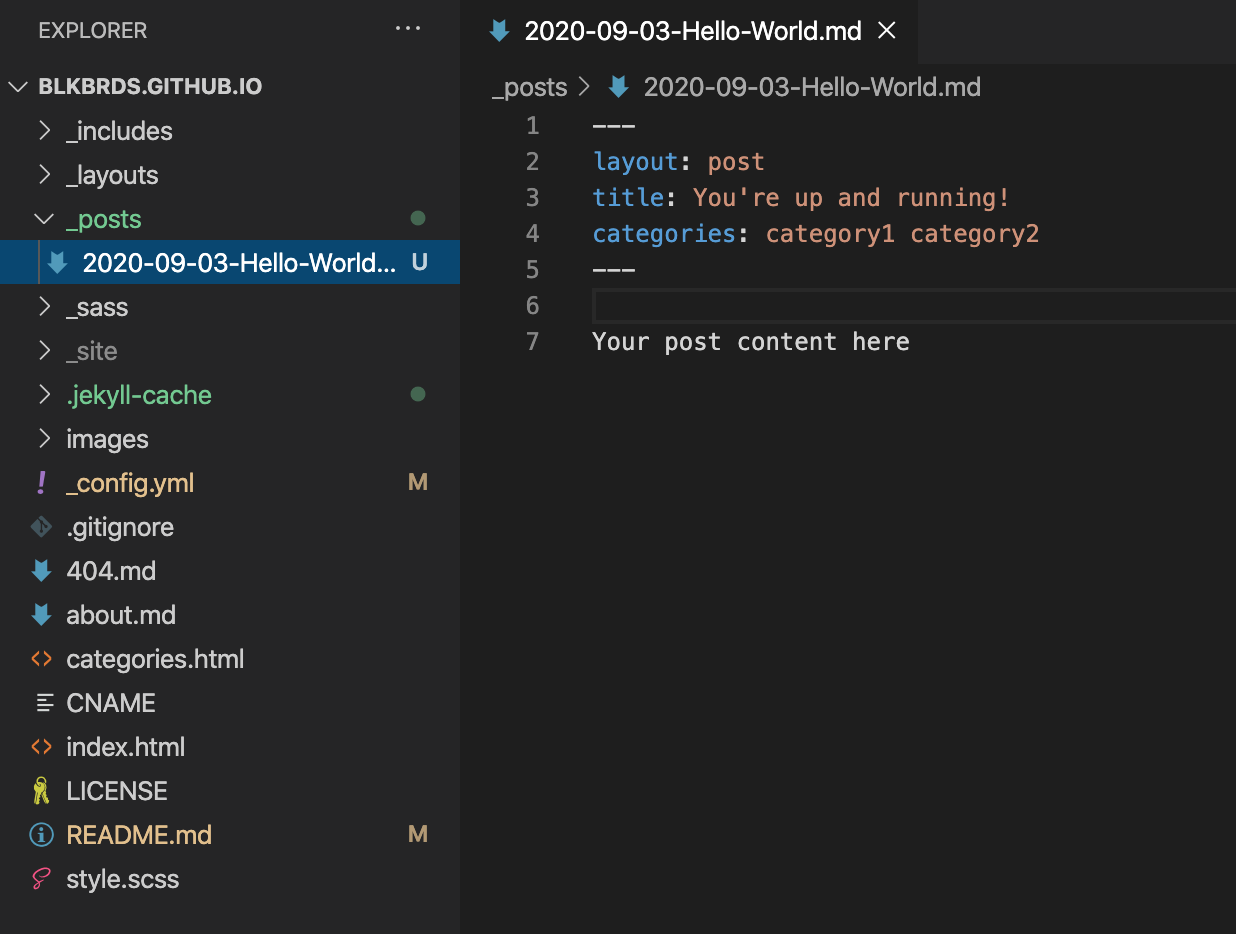 EXPLORER ...
BLKBRDS.GITHUB.IO
_includes
_layouts
_posts
2020-09-03-Hello-World... U
_sass
_site
.jekyll-cache
images
! _config.yml M
.gitignore
404.md
about.md
<> categories.html
CNAME
<> index.html
LICENSE
README.md M
style.scss
2020-09-03-Hello-World.md
_posts > 2020-09-03-Hello-World.md
1 ---
2 layout: post
3 title: You're up and running!
4 categories: category1 category2
5 ---
6
7 Your post content here